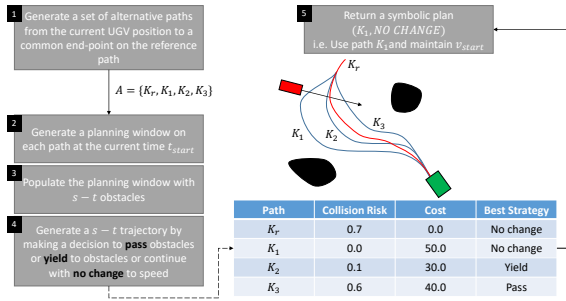 1
Generate a set of alternative paths
from the current UGV position to
a common end-point on the reference
path
A = {K_r, K_1, K_2, K_3}
2
Generate a planning window on
each path at the current time t_start
3
Populate the planning window with
s − t obstacles
4
Generate a s − t trajectory by
making a decision to pass obstacles
or yield to obstacles or continue
with no change to speed
5
Return a symbolic plan
(K_1, NO CHANGE)
i.e. Use path K_1 and maintain v_start
K_r
K_1
K_2
K_3
Path Collision Risk Cost Best Strategy
K_r 0.7 0.0 No change
K_1 0.0 50.0 No change
K_2 0.1 30.0 Yield
K_3 0.6 40.0 Pass